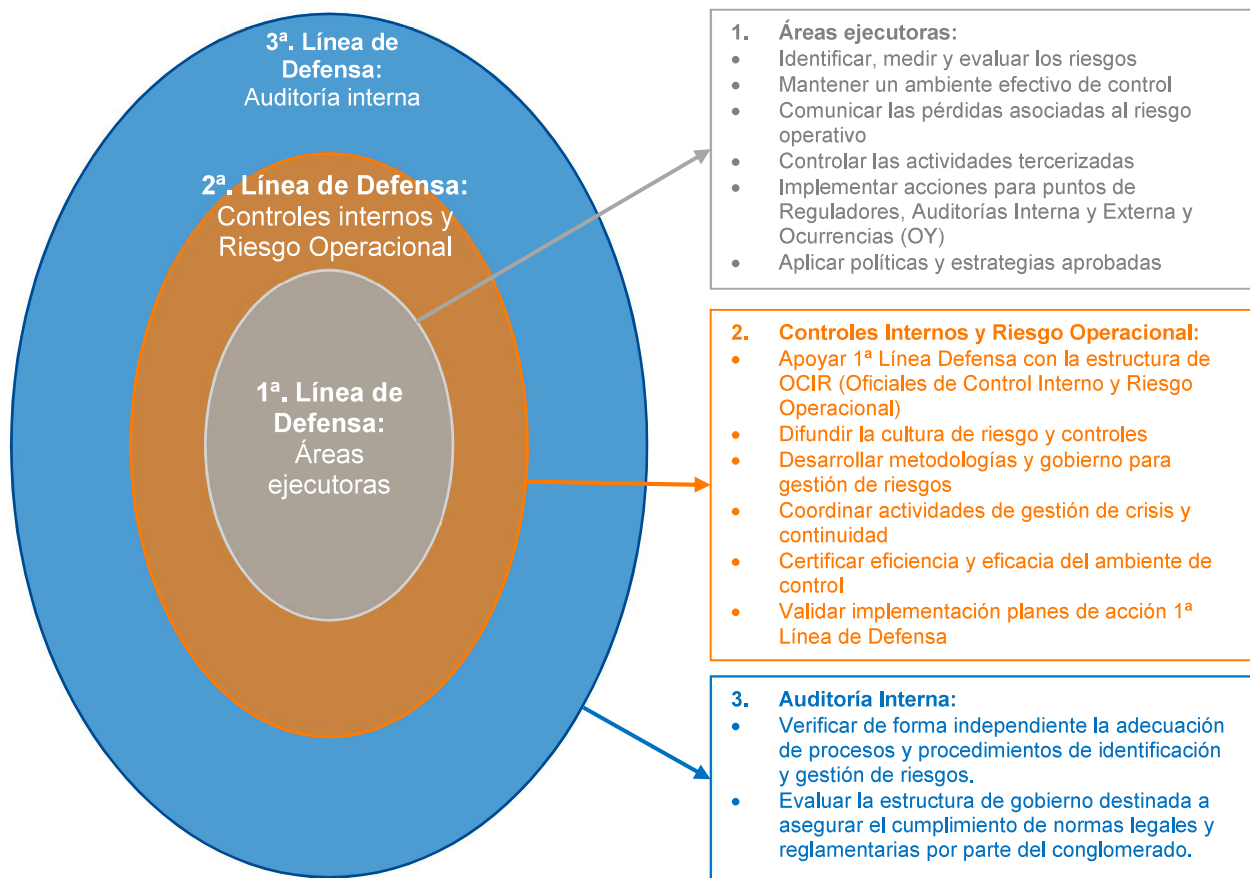 3ª. Línea de
Defensa:
Auditoría interna
2ª. Línea de Defensa:
Controles internos y
Riesgo Operacional
1ª. Línea de
Defensa:
Áreas
ejecutoras
1. Áreas ejecutoras:
• Identificar, medir y evaluar los riesgos
• Mantener un ambiente efectivo de control
• Comunicar las pérdidas asociadas al riesgo
operativo
• Controlar las actividades tercerizadas
• Implementar acciones para puntos de
Reguladores, Auditorías Interna y Externa y
Ocurrencias (OY)
• Aplicar políticas y estrategias aprobadas
2. Controles Internos y Riesgo Operacional:
• Apoyar 1ª Línea Defensa con la estructura de
OCIR (Oficiales de Control Interno y Riesgo
Operacional)
• Difundir la cultura de riesgo y controles
• Desarrollar metodologías y gobierno para
gestión de riesgos
• Coordinar actividades de gestión de crisis y
continuidad
• Certificar eficiencia y eficacia del ambiente de
control
• Validar implementación planes de acción 1ª
Línea de Defensa
3. Auditoría Interna:
• Verificar de forma independiente la adecuación
de procesos y procedimientos de identificación
y gestión de riesgos.
• Evaluar la estructura de gobierno destinada a
asegurar el cumplimiento de normas legales y
reglamentarias por parte del conglomerado.